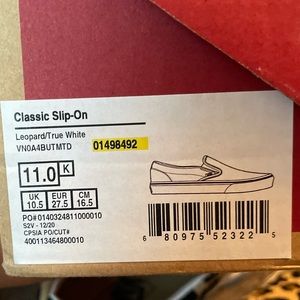 Classic Slip-On
Leopard/True White
VN0A4BUTMTD 01498492
11.0 K
UK EUR CM
10.5 27.5 16.5
PO#0140324811000010
S2V - 12/20
CPSIA PO/CUT#
400113464800010
6 80975 52322 5